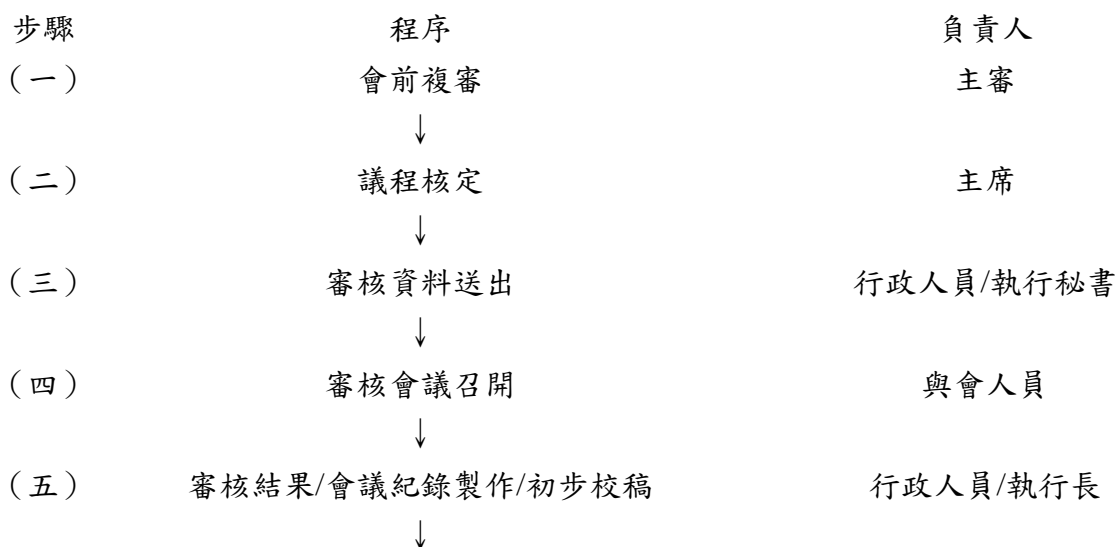 步驟 程序 負責人
（一） 會前複審 主審
↓
（二） 議程核定 主席
↓
（三） 審核資料送出 行政人員/執行秘書
↓
（四） 審核會議召開 與會人員
↓
（五） 審核結果/會議紀錄製作/初步校稿 行政人員/執行長
↓